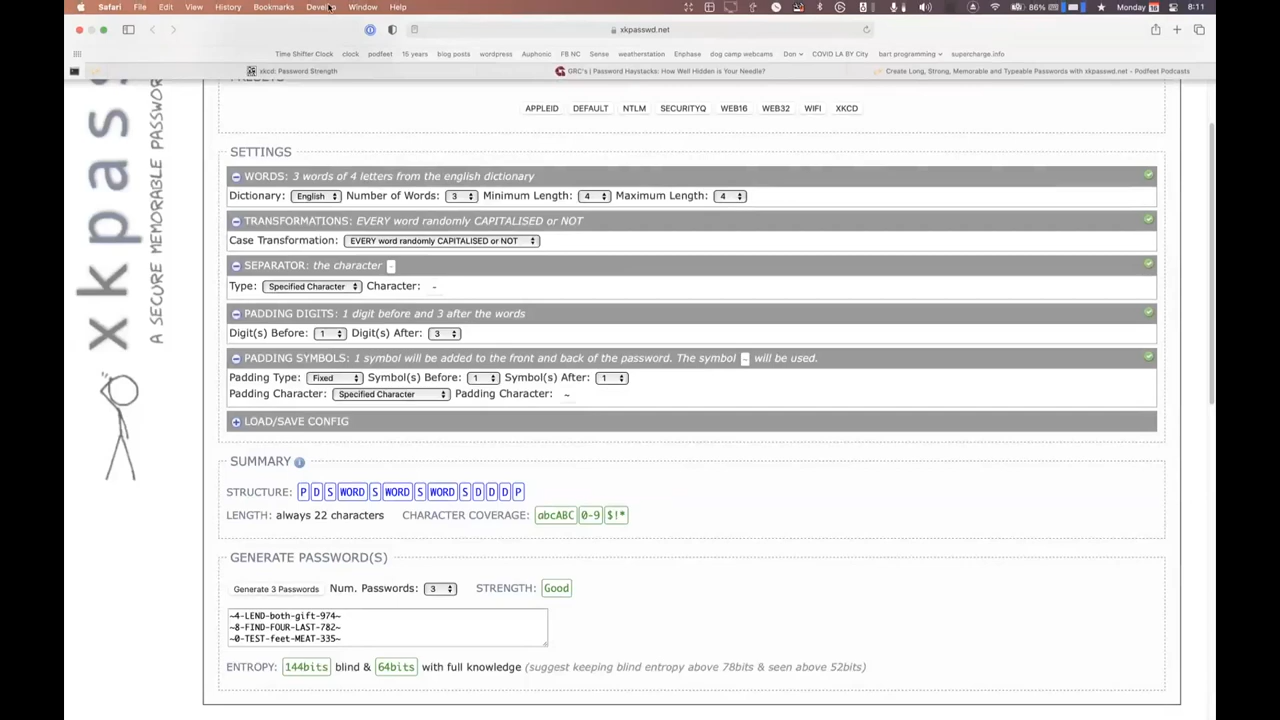 Safari File Edit View History Bookmarks Develop Window Help 86% Monday 16 8:11
xkpasswd.net
Time Shifter Clock clock podfeet 15 years blog posts wordpress Auphonic FB NC Sense weatherstation Enphase dog camp webcams Don COVID LA BY City bart programming supercharge.info
xkcd: Password Strength GRC's | Password Haystacks: How Well Hidden is Your Needle? Create Long, Strong, Memorable and Typeable Passwords with xkpasswd.net - Podfeet Podcasts
xkpas
A SECURE MEMORABLE PASSWOR
APPLEID DEFAULT NTLM SECURITYQ WEB16 WEB32 WIFI XKCD
SETTINGS
WORDS: 3 words of 4 letters from the english dictionary
Dictionary: English Number of Words: 3 Minimum Length: 4 Maximum Length: 4
TRANSFORMATIONS: EVERY word randomly CAPITALISED or NOT
Case Transformation: EVERY word randomly CAPITALISED or NOT
SEPARATOR: the character -
Type: Specified Character Character: -
PADDING DIGITS: 1 digit before and 3 after the words
Digit(s) Before: 1 Digit(s) After: 3
PADDING SYMBOLS: 1 symbol will be added to the front and back of the password. The symbol ~ will be used.
Padding Type: Fixed Symbol(s) Before: 1 Symbol(s) After: 1
Padding Character: Specified Character Padding Character: ~
LOAD/SAVE CONFIG
SUMMARY
STRUCTURE: P D S WORD S WORD S WORD S D D D P
LENGTH: always 22 characters CHARACTER COVERAGE: abcABC 0-9 $!*
GENERATE PASSWORD(S)
Generate 3 Passwords Num. Passwords: 3 STRENGTH: Good
~4-LEND-both-gift-974~
~8-FIND-FOUR-LAST-782~
~0-TEST-feet-MEAT-335~
ENTROPY: 144bits blind & 64bits with full knowledge (suggest keeping blind entropy above 78bits & seen above 52bits)